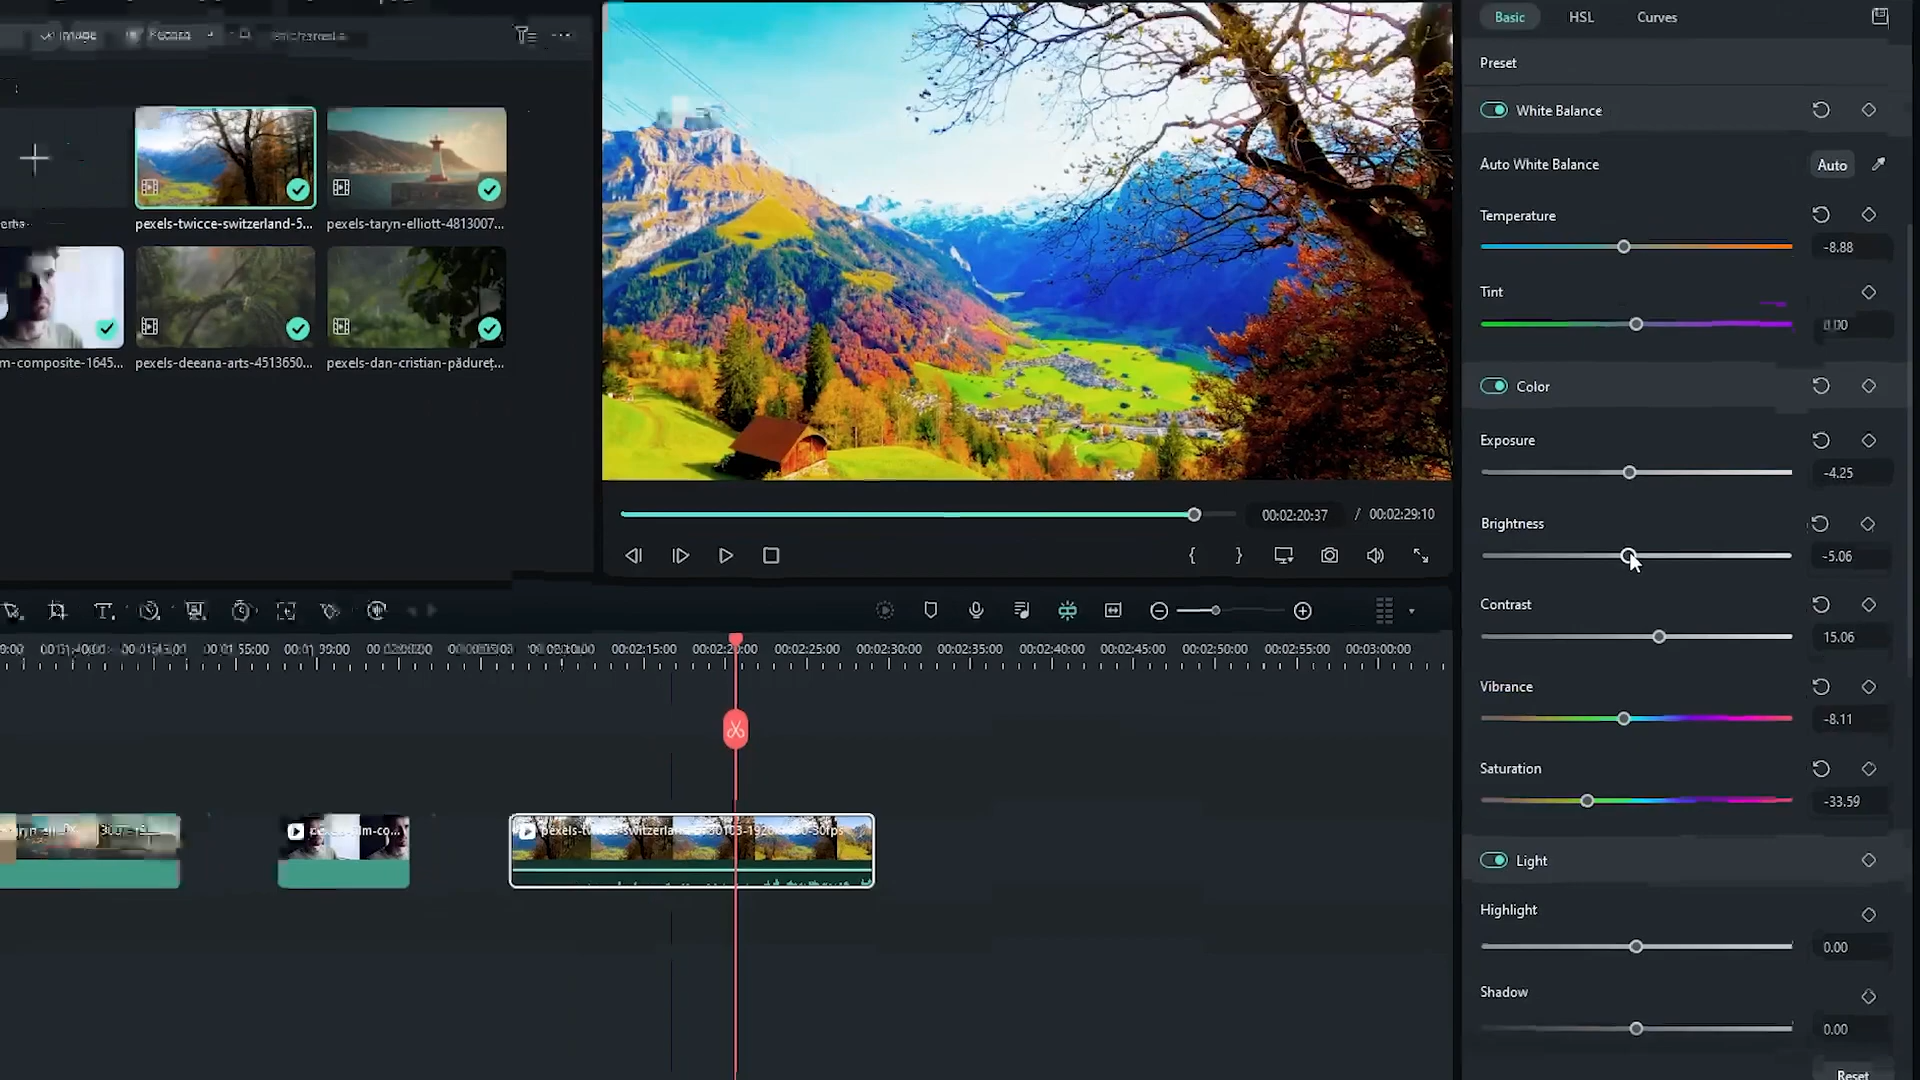 Image
Basic
HSL
Curves
Preset
White Balance
Auto White Balance
Auto
Temperature
-8.88
Tint
Color
Exposure
-4.25
Brightness
-5.06
Contrast
15.06
Vibrance
-8.11
Saturation
-33.59
Light
Highlight
0.00
Shadow
0.00
Reset
pexels-twicce-switzerland-5...
pexels-taryn-elliott-4813007...
m-composite-1645...
pexels-deeana-arts-4513650...
pexels-dan-cristian-pădureț...
00:02:20:37 / 00:02:29:10
00:02:15:00
00:02:25:00
00:02:30:00
00:02:35:00
00:02:40:00
00:02:45:00
00:02:50:00
00:02:55:00
00:03:00:00